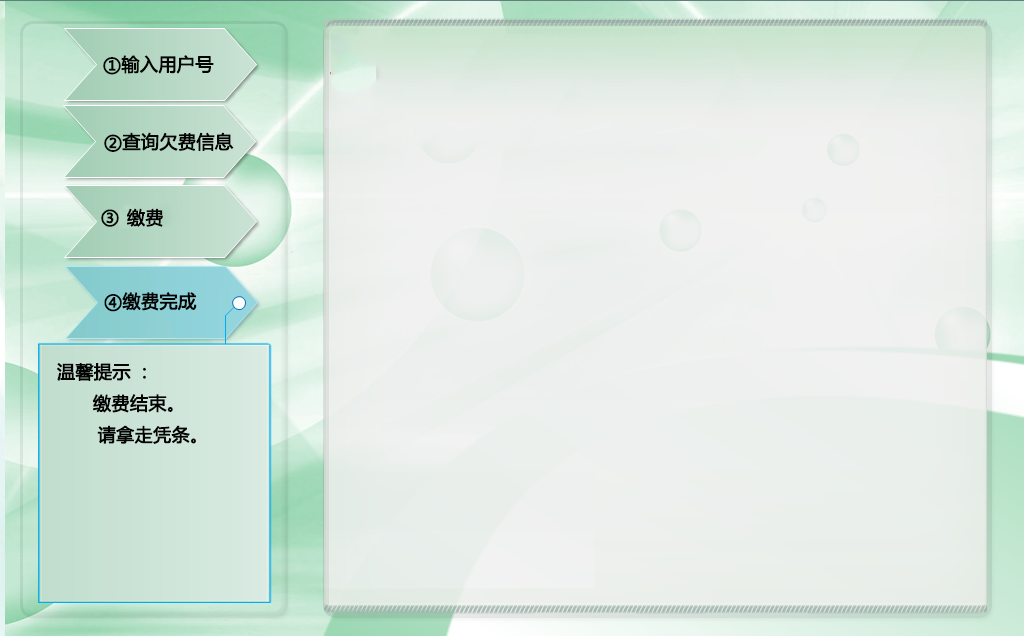 ①输入用户号
②查询欠费信息
③ 缴费
④缴费完成
温馨提示 ：
缴费结束。
请拿走凭条。